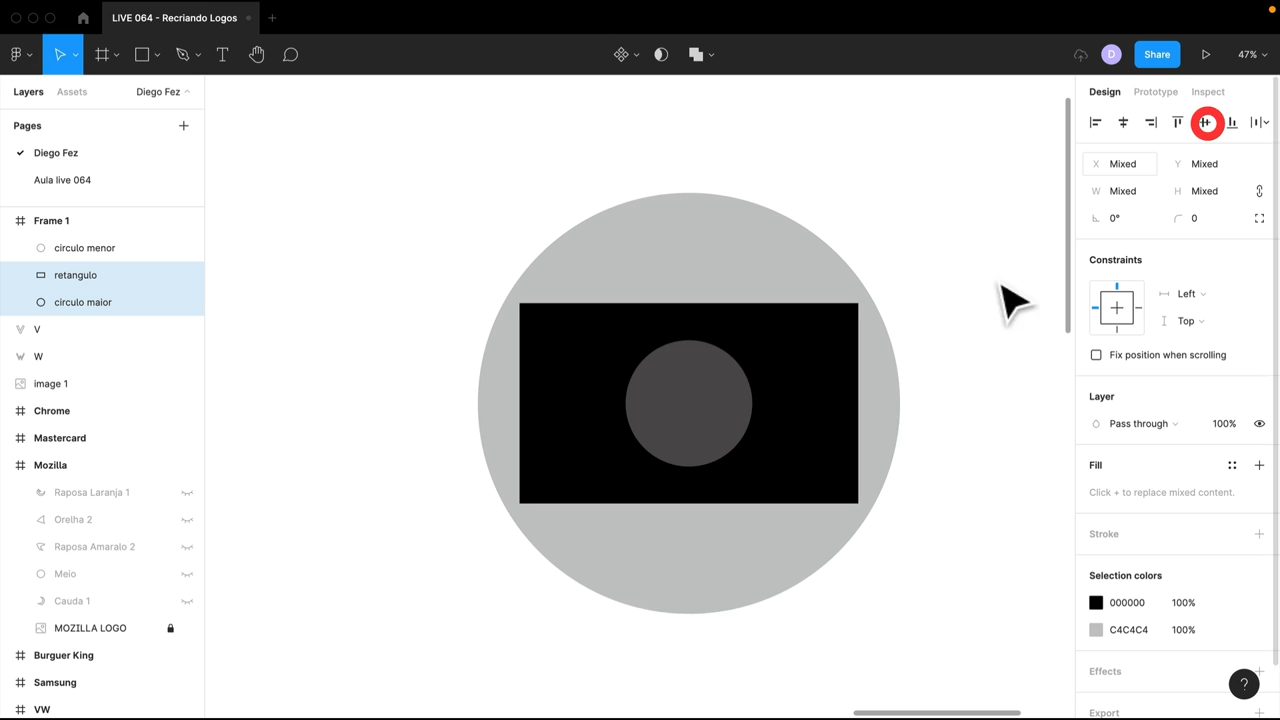 LIVE 064 - Recriando Logos
D
Share
47%
Layers
Assets
Diego Fez
Design
Prototype
Inspect
Pages
Diego Fez
Aula live 064
X Mixed
Y Mixed
W Mixed
H Mixed
0°
0
Frame 1
circulo menor
retangulo
circulo maior
V
W
image 1
Chrome
Mastercard
Mozilla
Raposa Laranja 1
Orelha 2
Raposa Amaralo 2
Meio
Cauda 1
MOZILLA LOGO
Burguer King
Samsung
VW
Constraints
Left
Top
Fix position when scrolling
Layer
Pass through
100%
Fill
Click + to replace mixed content.
Stroke
Selection colors
000000 100%
C4C4C4 100%
Effects
?
Export